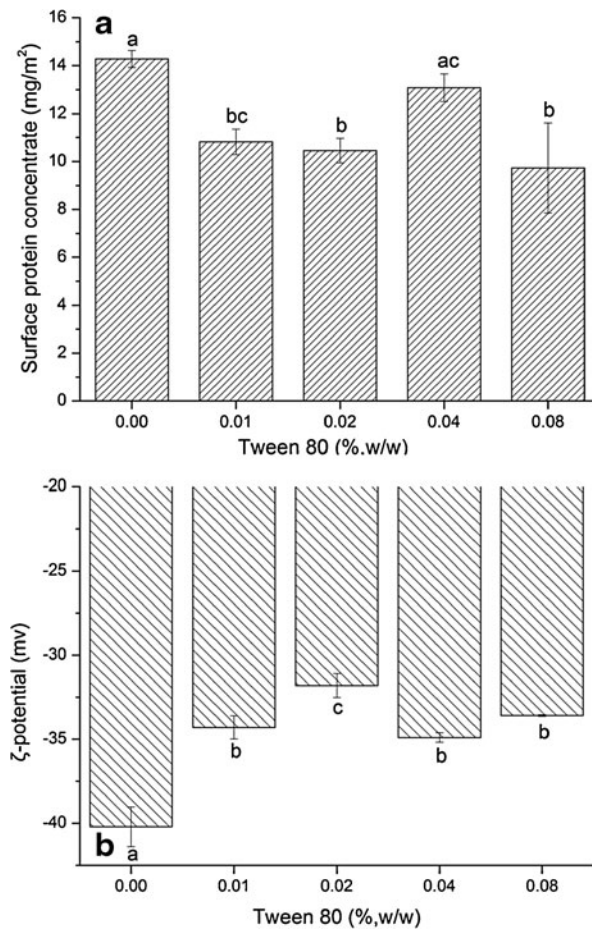 a
Surface protein concentrate (mg/m²)
16
14
12
10
8
6
4
2
0
a
bc
b
ac
b
0.00 0.01 0.02 0.04 0.08
Tween 80 (%,w/w)
ζ-potential (mv)
-20
-25
-30
-35
-40
a
b
c
b
b
b
0.00 0.01 0.02 0.04 0.08
Tween 80 (%,w/w)